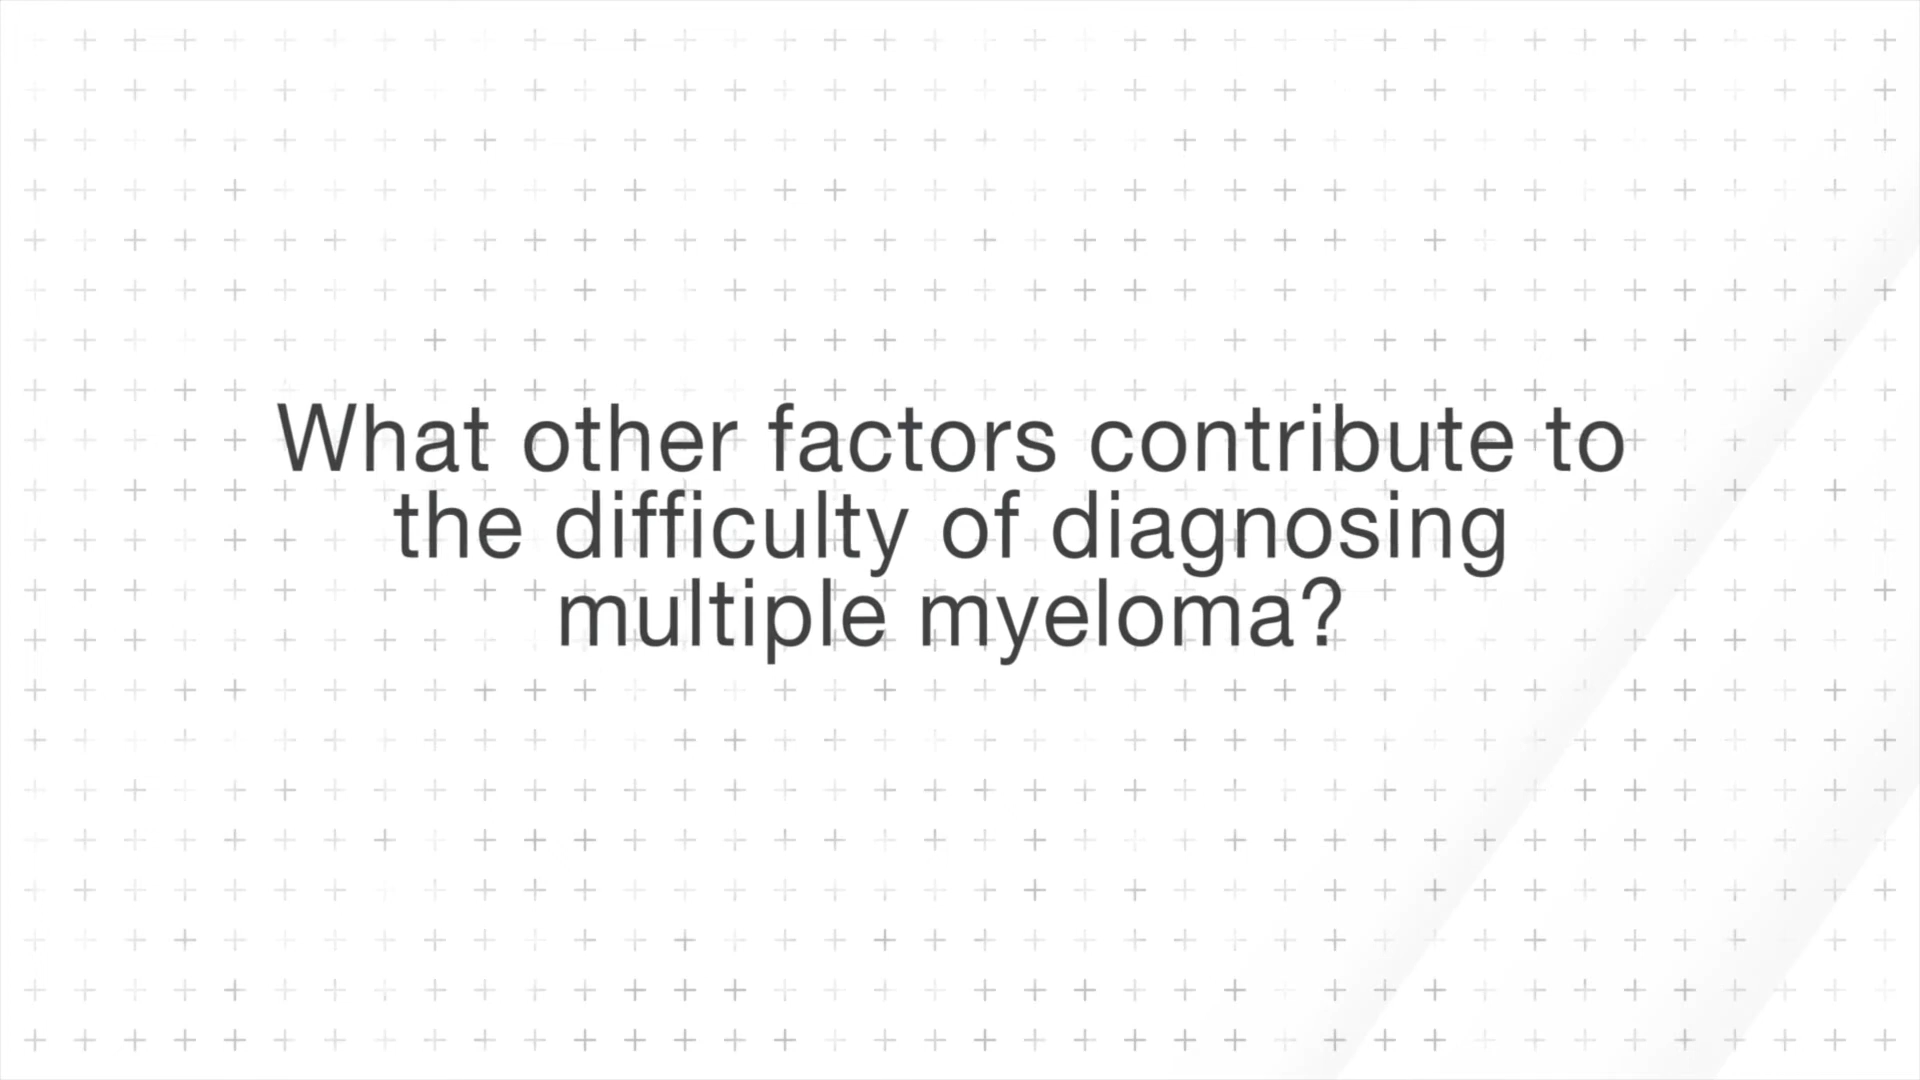 What other factors contribute to
the difficulty of diagnosing
multiple myeloma?